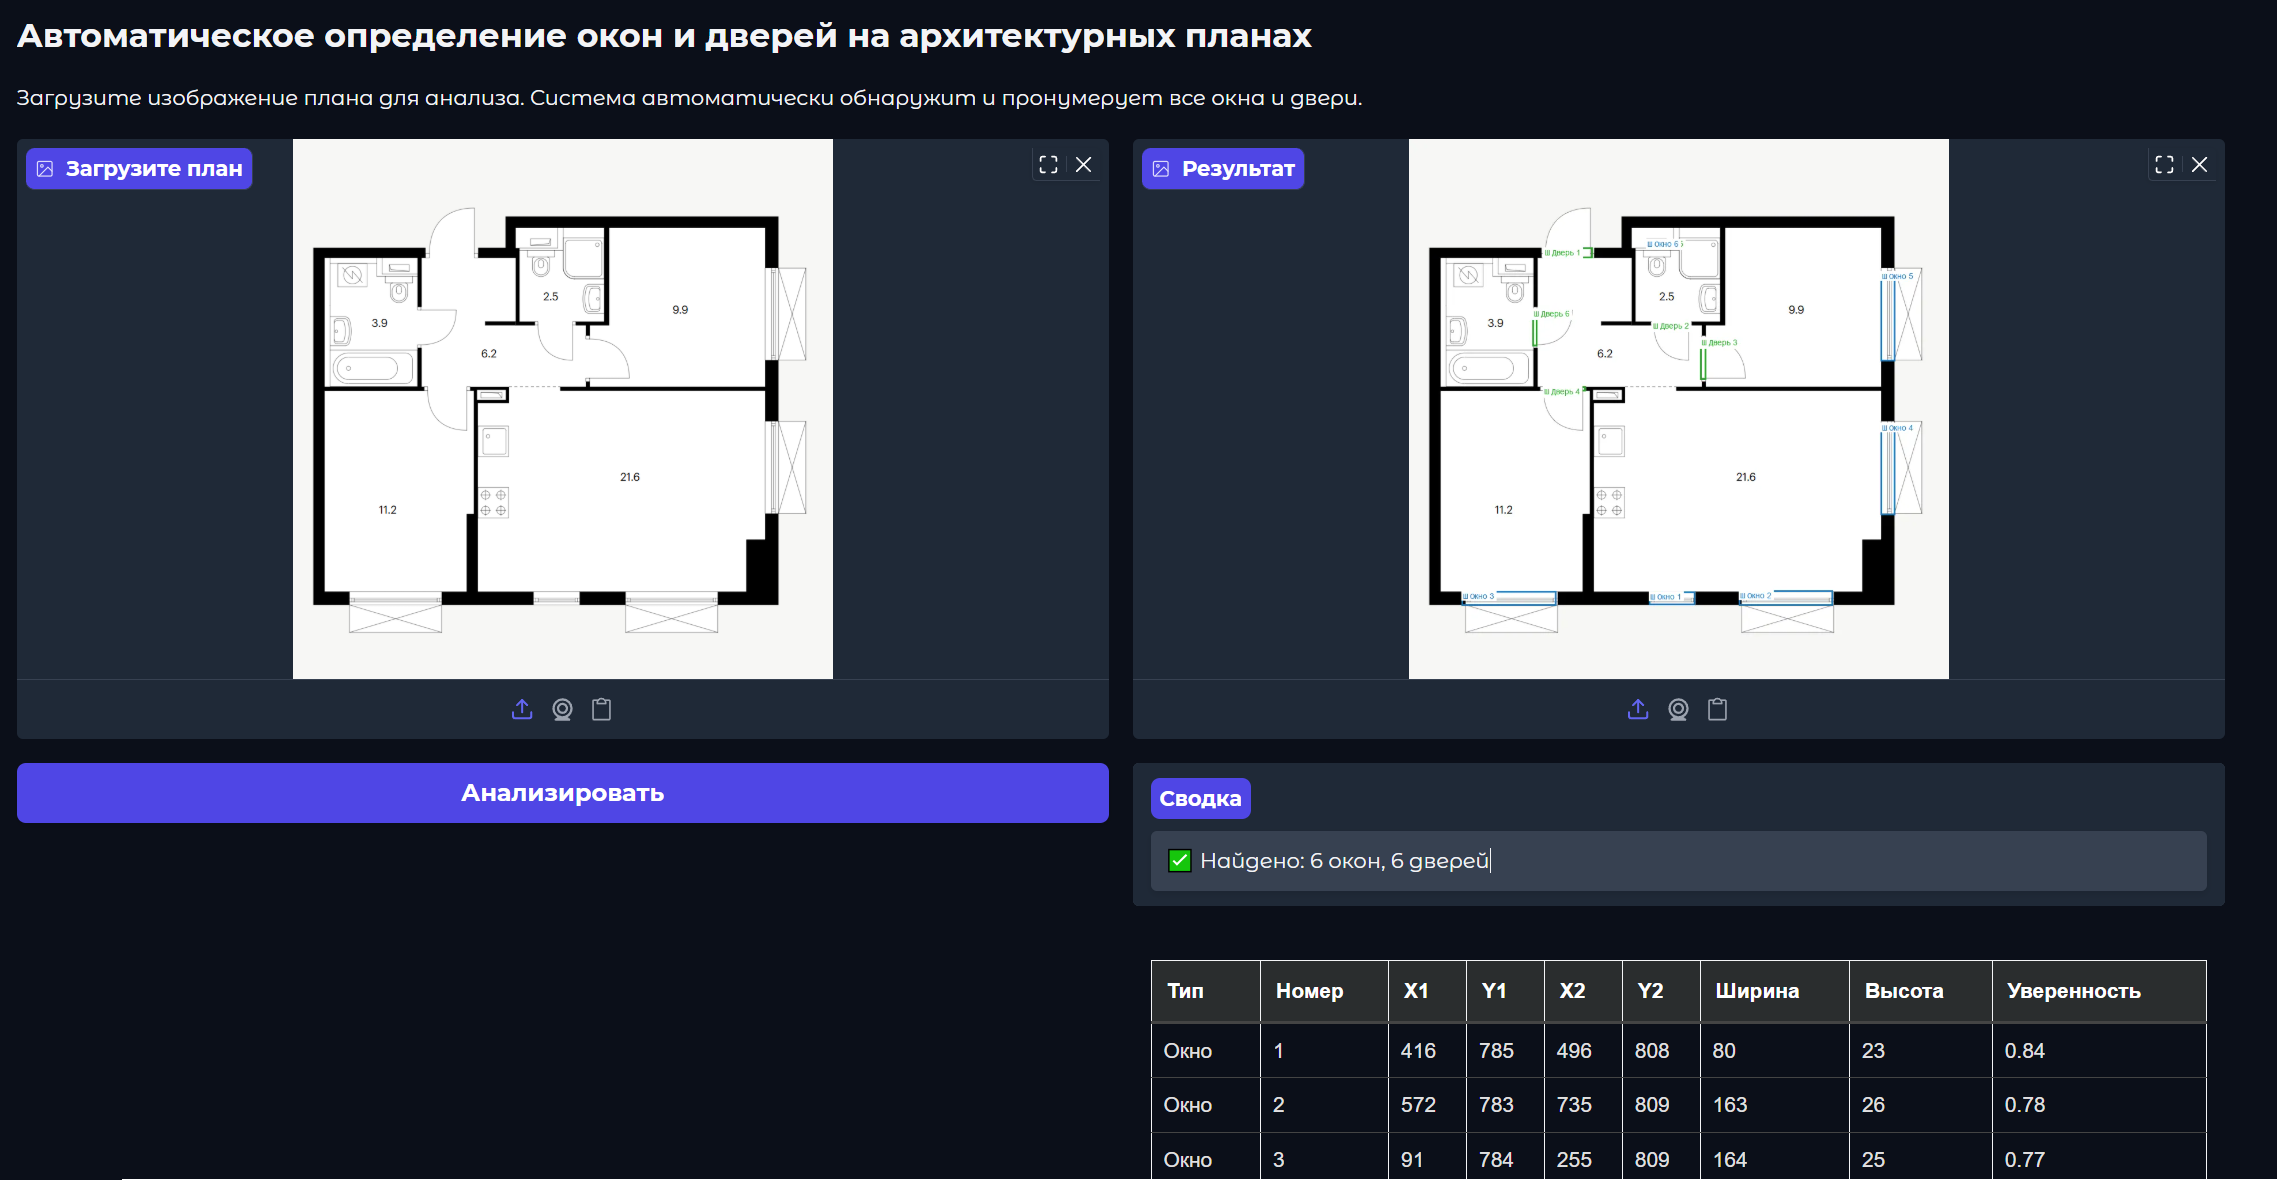 Автоматическое определение окон и дверей на архитектурных планах
Загрузите изображение плана для анализа. Система автоматически обнаружит и пронумерует все окна и двери.
Загрузите план
3.9
2.5
9.9
6.2
11.2
21.6
Результат
Дверь 1
Окно 6
Окно 5
3.9
2.5
9.9
Дверь 6
Дверь 2
Дверь 3
6.2
Дверь 4
Окно 4
11.2
21.6
Окно 3
Окно 1
Окно 2
Анализировать
Сводка
Найдено: 6 окон, 6 дверей
Тип Номер X1 Y1 X2 Y2 Ширина Высота Уверенность
Окно 1 416 785 496 808 80 23 0.84
Окно 2 572 783 735 809 163 26 0.78
Окно 3 91 784 255 809 164 25 0.77